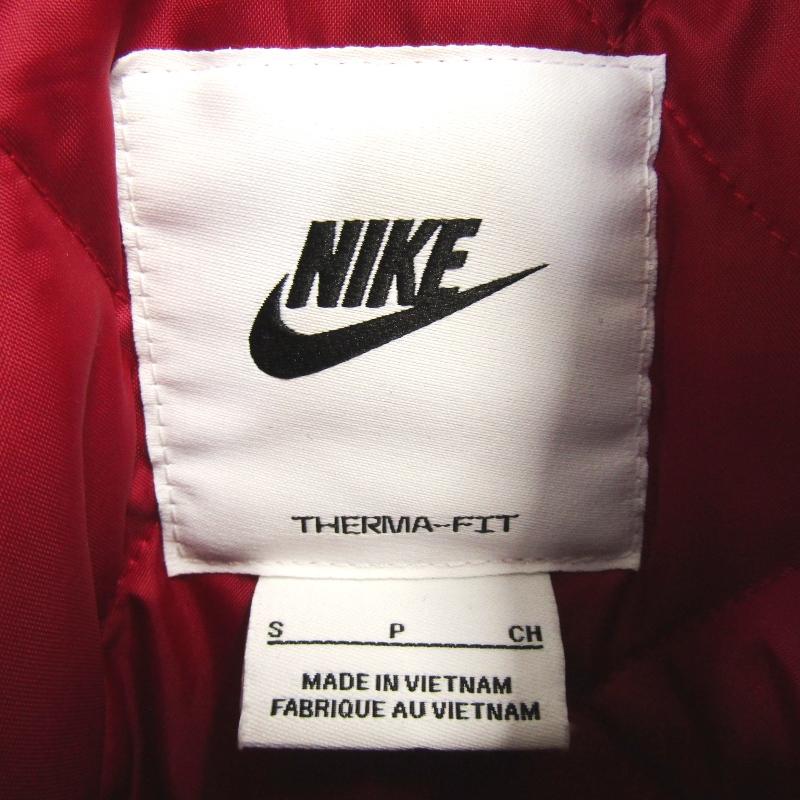 NIKE
THERMA-FIT
S P CH
MADE IN VIETNAM
FABRIQUE AU VIETNAM